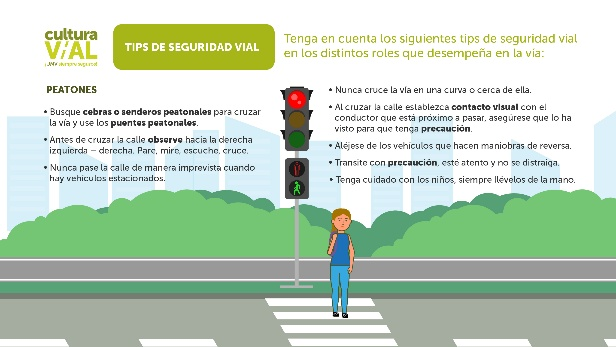 cultura
VIAL
TIPS DE SEGURIDAD VIAL
Tenga en cuenta los siguientes tips de seguridad vial
en los distintos roles que desempeña en la vía:
PEATONES
• Busque cebras o senderos peatonales para cruzar
la vía y use los puentes peatonales.
• Antes de cruzar la calle observe hacia la derecha
izquierda – derecha. Pare, mire, escuche, cruce.
• Nunca pase la calle de manera imprevista cuando
hay vehículos estacionados.
• Nunca cruce la vía en una curva o cerca de ella.
• Al cruzar la calle establezca contacto visual con el
conductor que está próximo a pasar, asegúrese que lo ha
visto para que tenga precaución.
• Aléjese de los vehículos que hacen maniobras de reversa.
• Transite con precaución, esté atento y no se distraiga.
• Tenga cuidado con los niños, siempre llévelos de la mano.